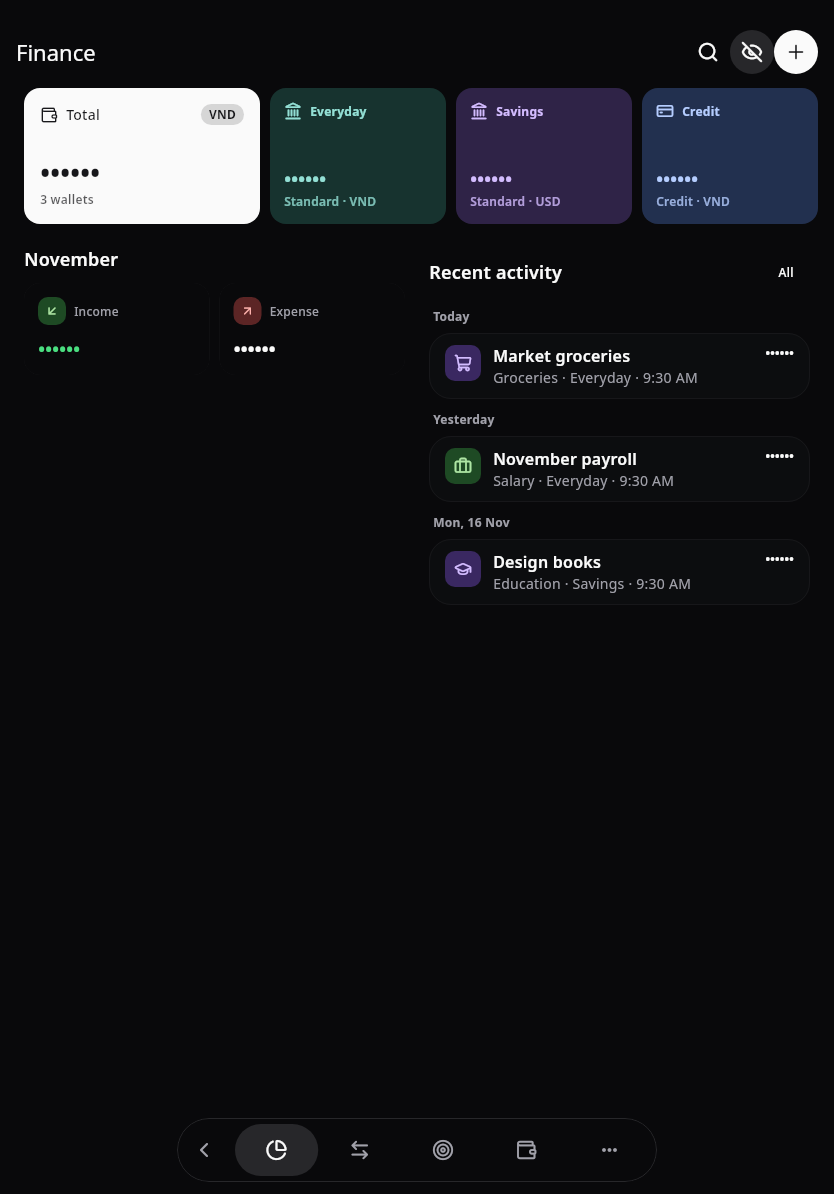 Finance
Total
VND
••••••
3 wallets
Everyday
••••••
Standard · VND
Savings
••••••
Standard · USD
Credit
••••••
Credit · VND
November
Income
••••••
Expense
••••••
Recent activity
All
Today
Market groceries
••••••
Groceries · Everyday · 9:30 AM
Yesterday
November payroll
••••••
Salary · Everyday · 9:30 AM
Mon, 16 Nov
Design books
••••••
Education · Savings · 9:30 AM